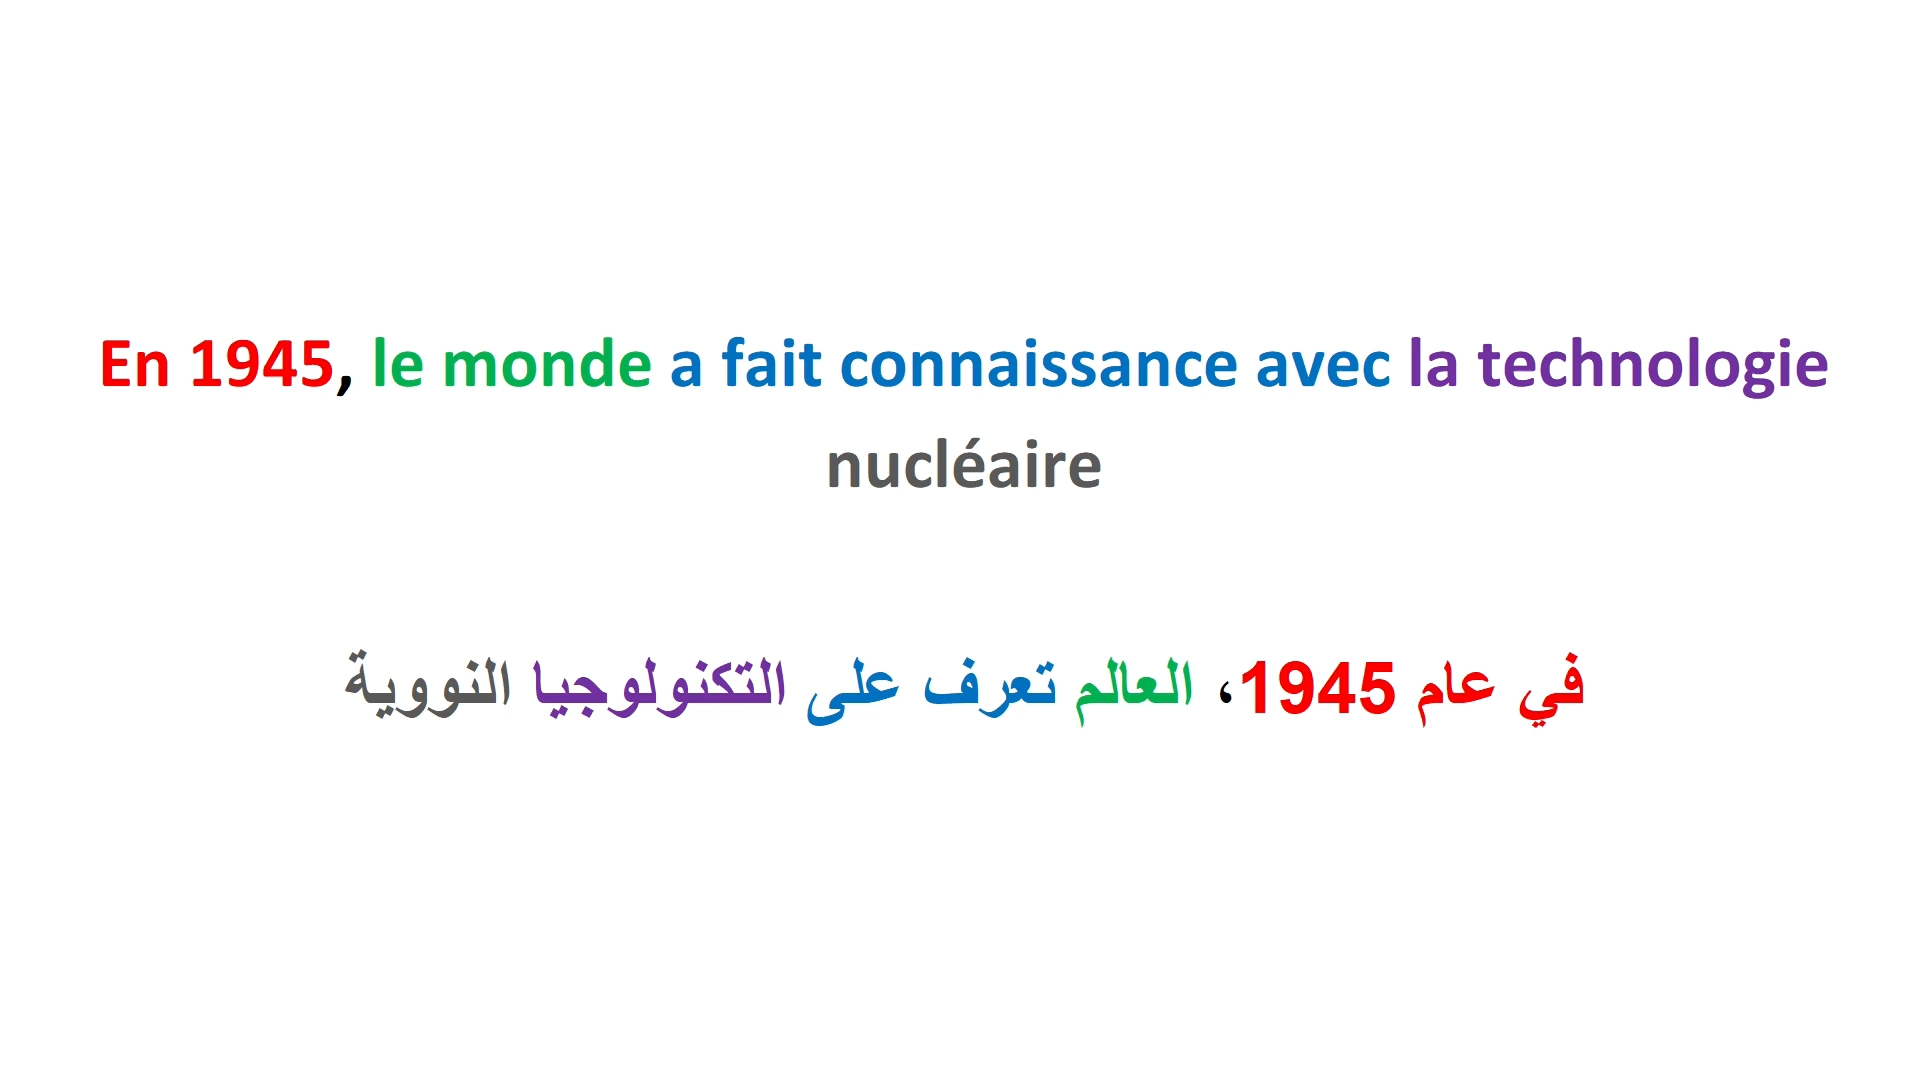 En 1945, le monde a fait connaissance avec la technologie
nucléaire
في عام 1945، العالم تعرف على التكنولوجيا النووية